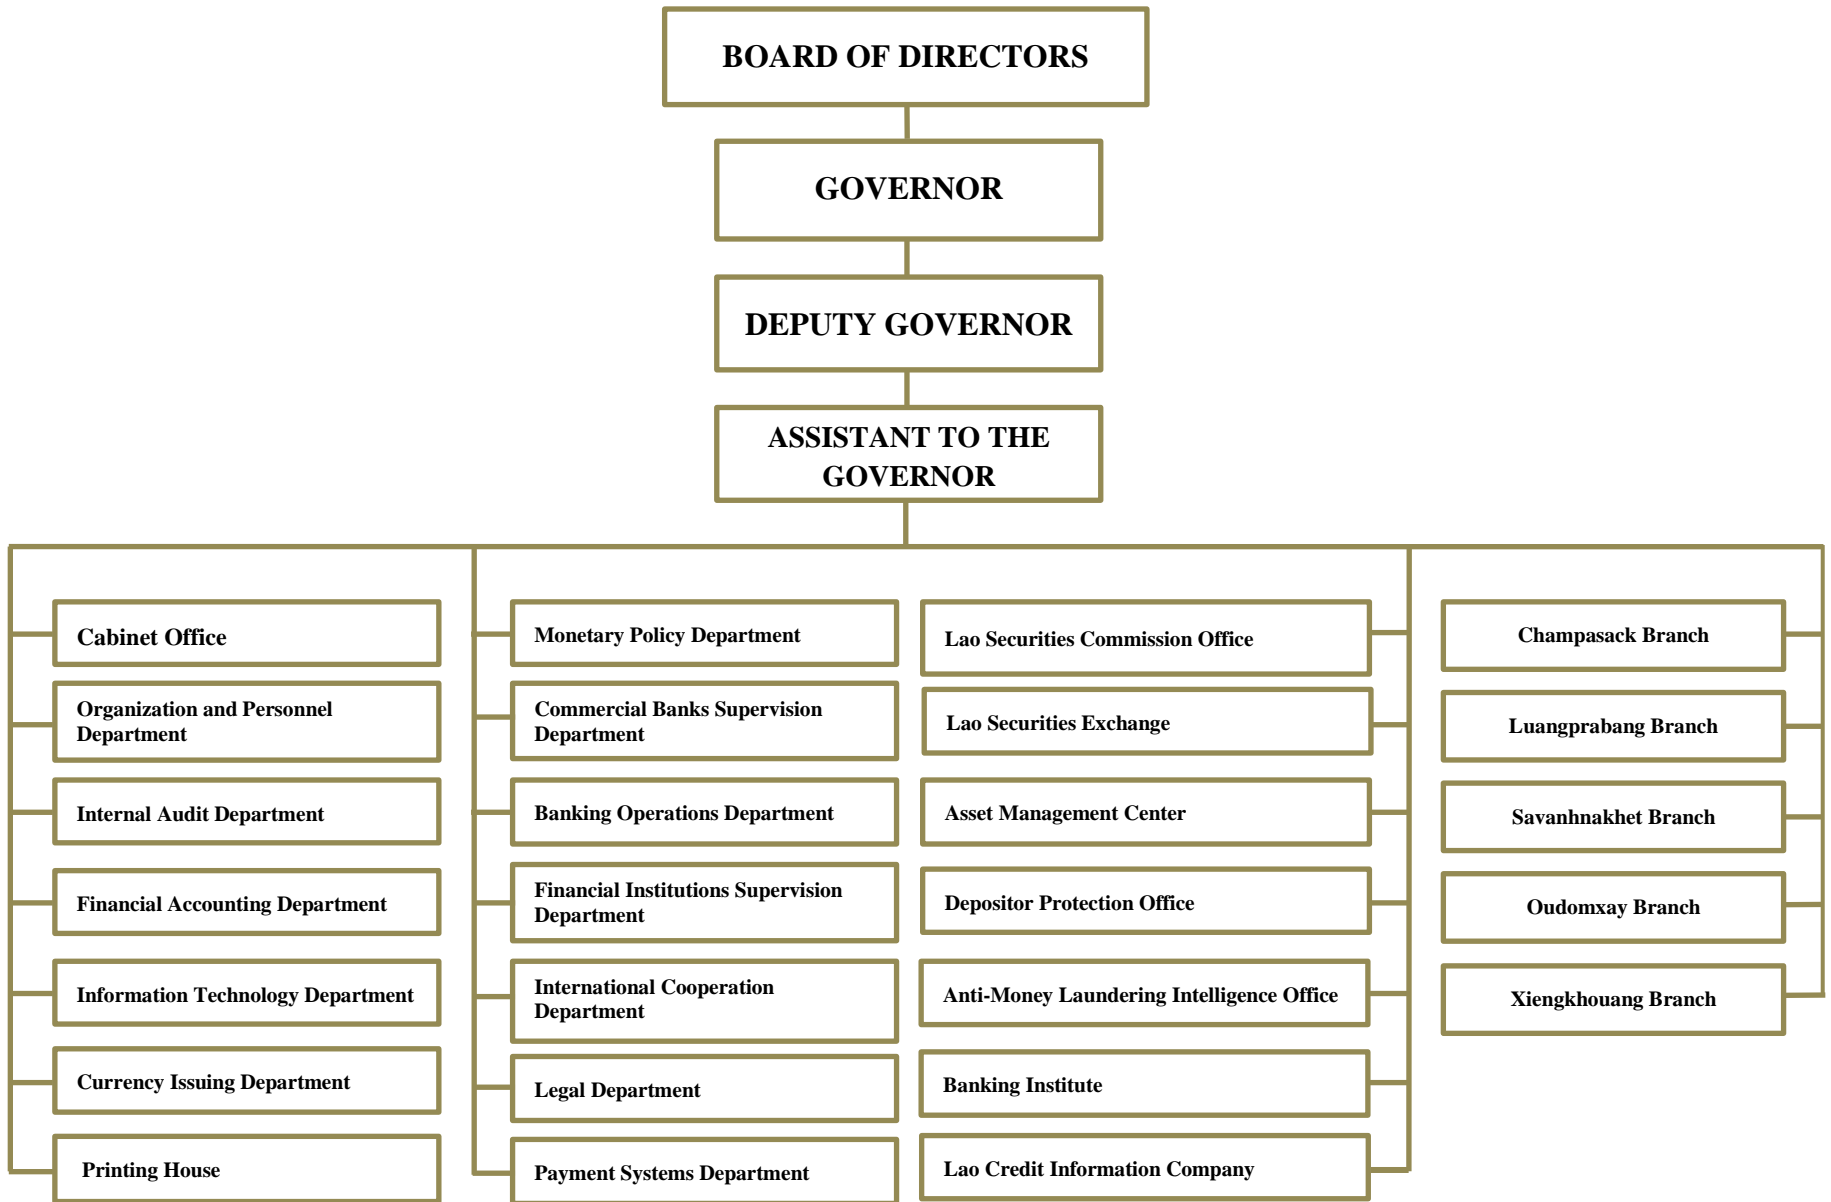 BOARD OF DIRECTORS
GOVERNOR
DEPUTY GOVERNOR
ASSISTANT TO THE
GOVERNOR
Cabinet Office
Organization and Personnel
Department
Internal Audit Department
Financial Accounting Department
Information Technology Department
Currency Issuing Department
Printing House
Monetary Policy Department
Commercial Banks Supervision
Department
Banking Operations Department
Financial Institutions Supervision
Department
International Cooperation
Department
Legal Department
Payment Systems Department
Lao Securities Commission Office
Lao Securities Exchange
Asset Management Center
Depositor Protection Office
Anti-Money Laundering Intelligence Office
Banking Institute
Lao Credit Information Company
Champasack Branch
Luangprabang Branch
Savanhnakhet Branch
Oudomxay Branch
Xiengkhouang Branch